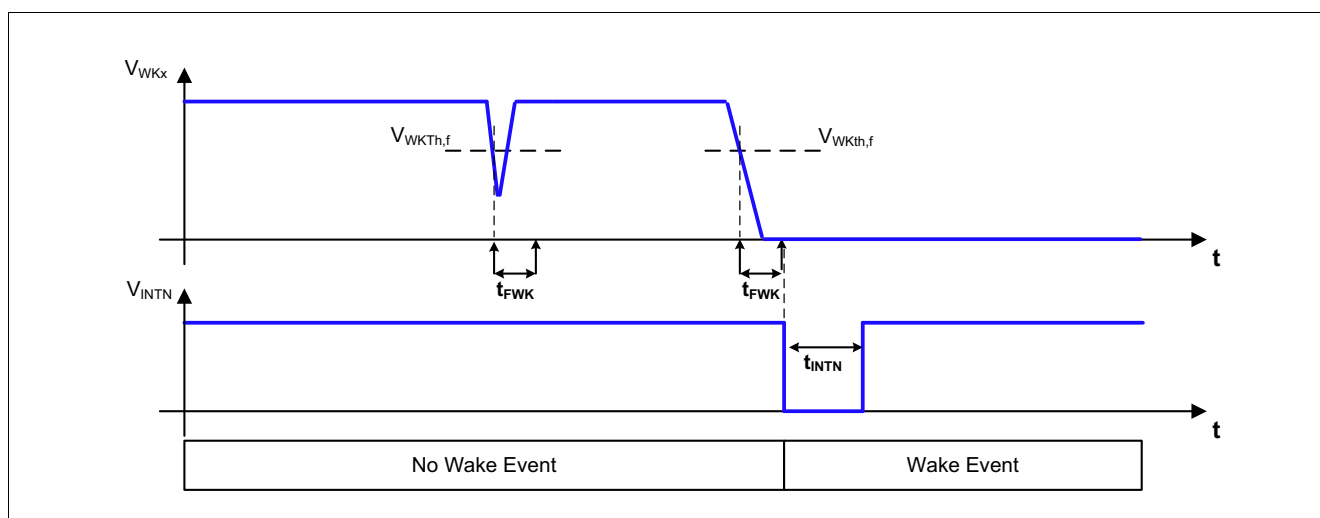 VWKx
VWKTh,f
VWKth,f
t
tFWK
tFWK
VINTN
tINTN
t
No Wake Event
Wake Event